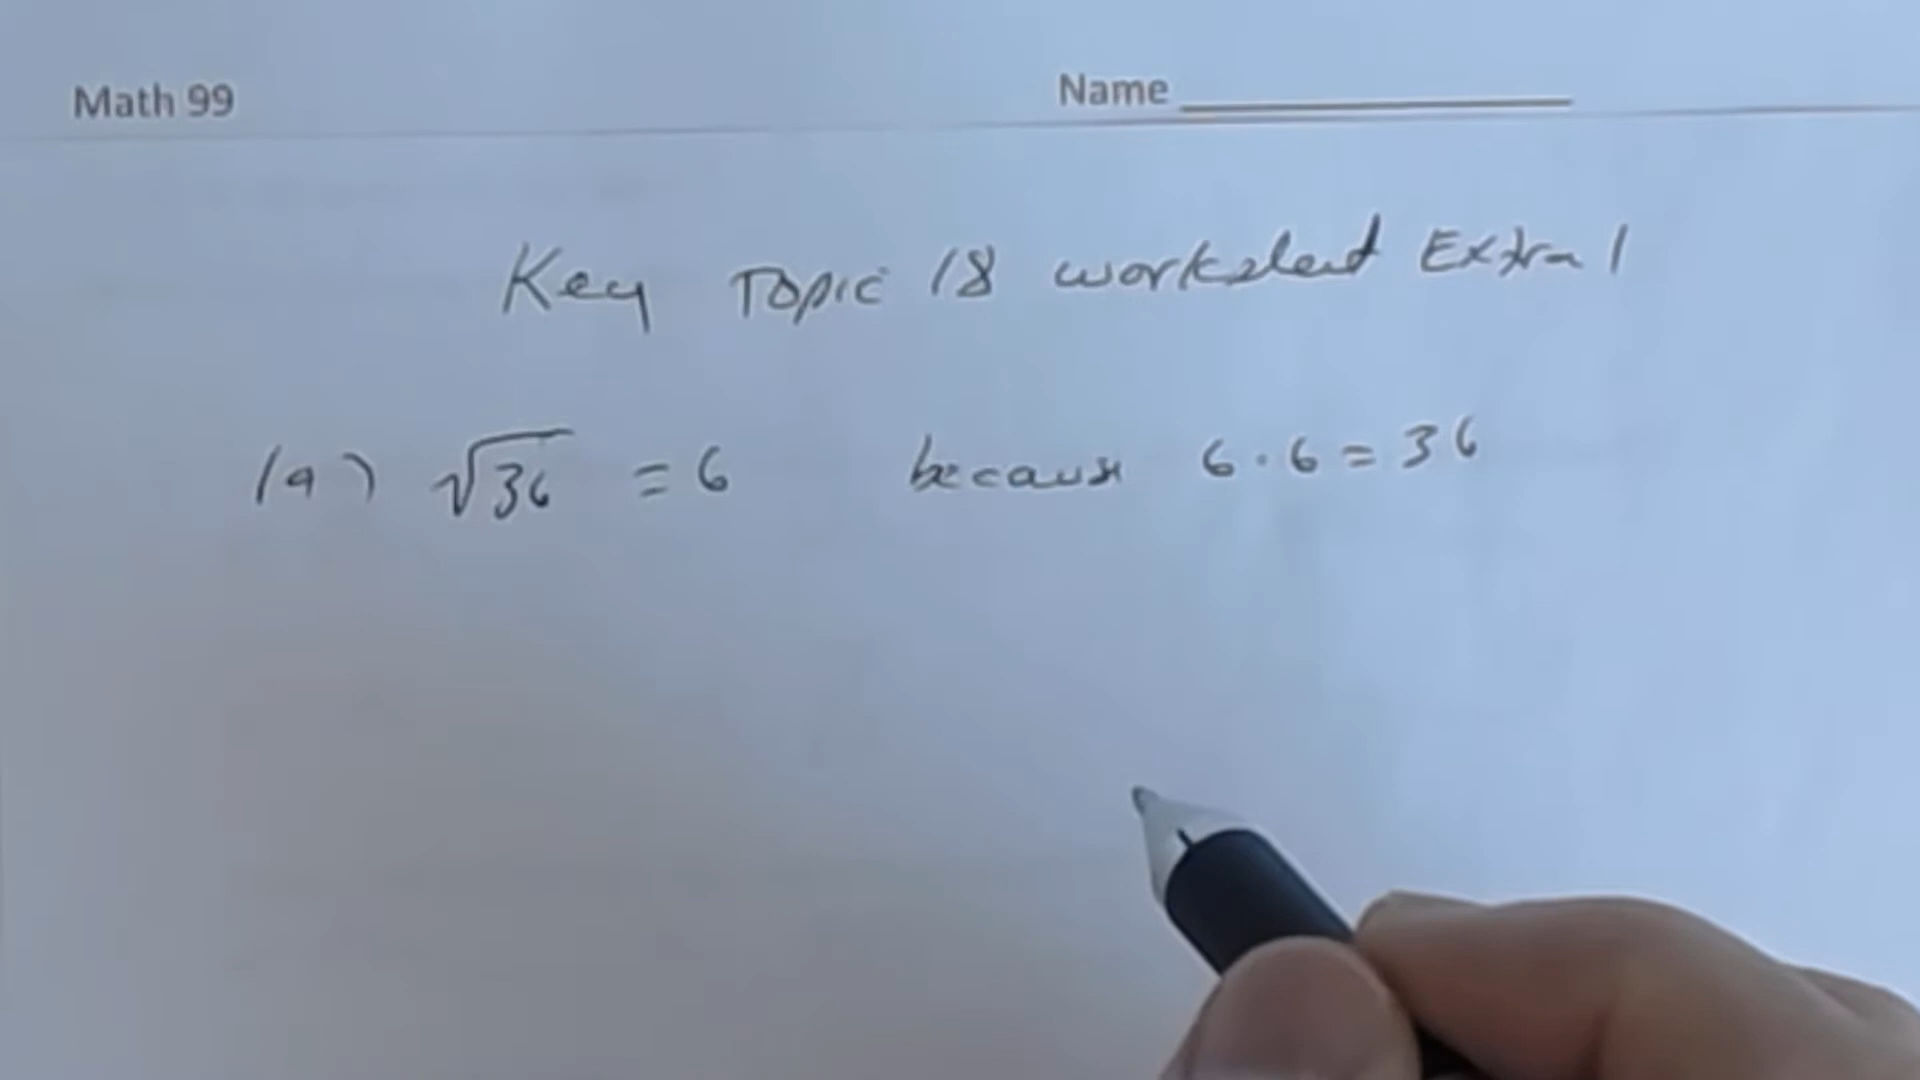 Math 99 Name
Key Topic 18 worksheet Extra 1
1a) √36 = 6 because 6·6=36